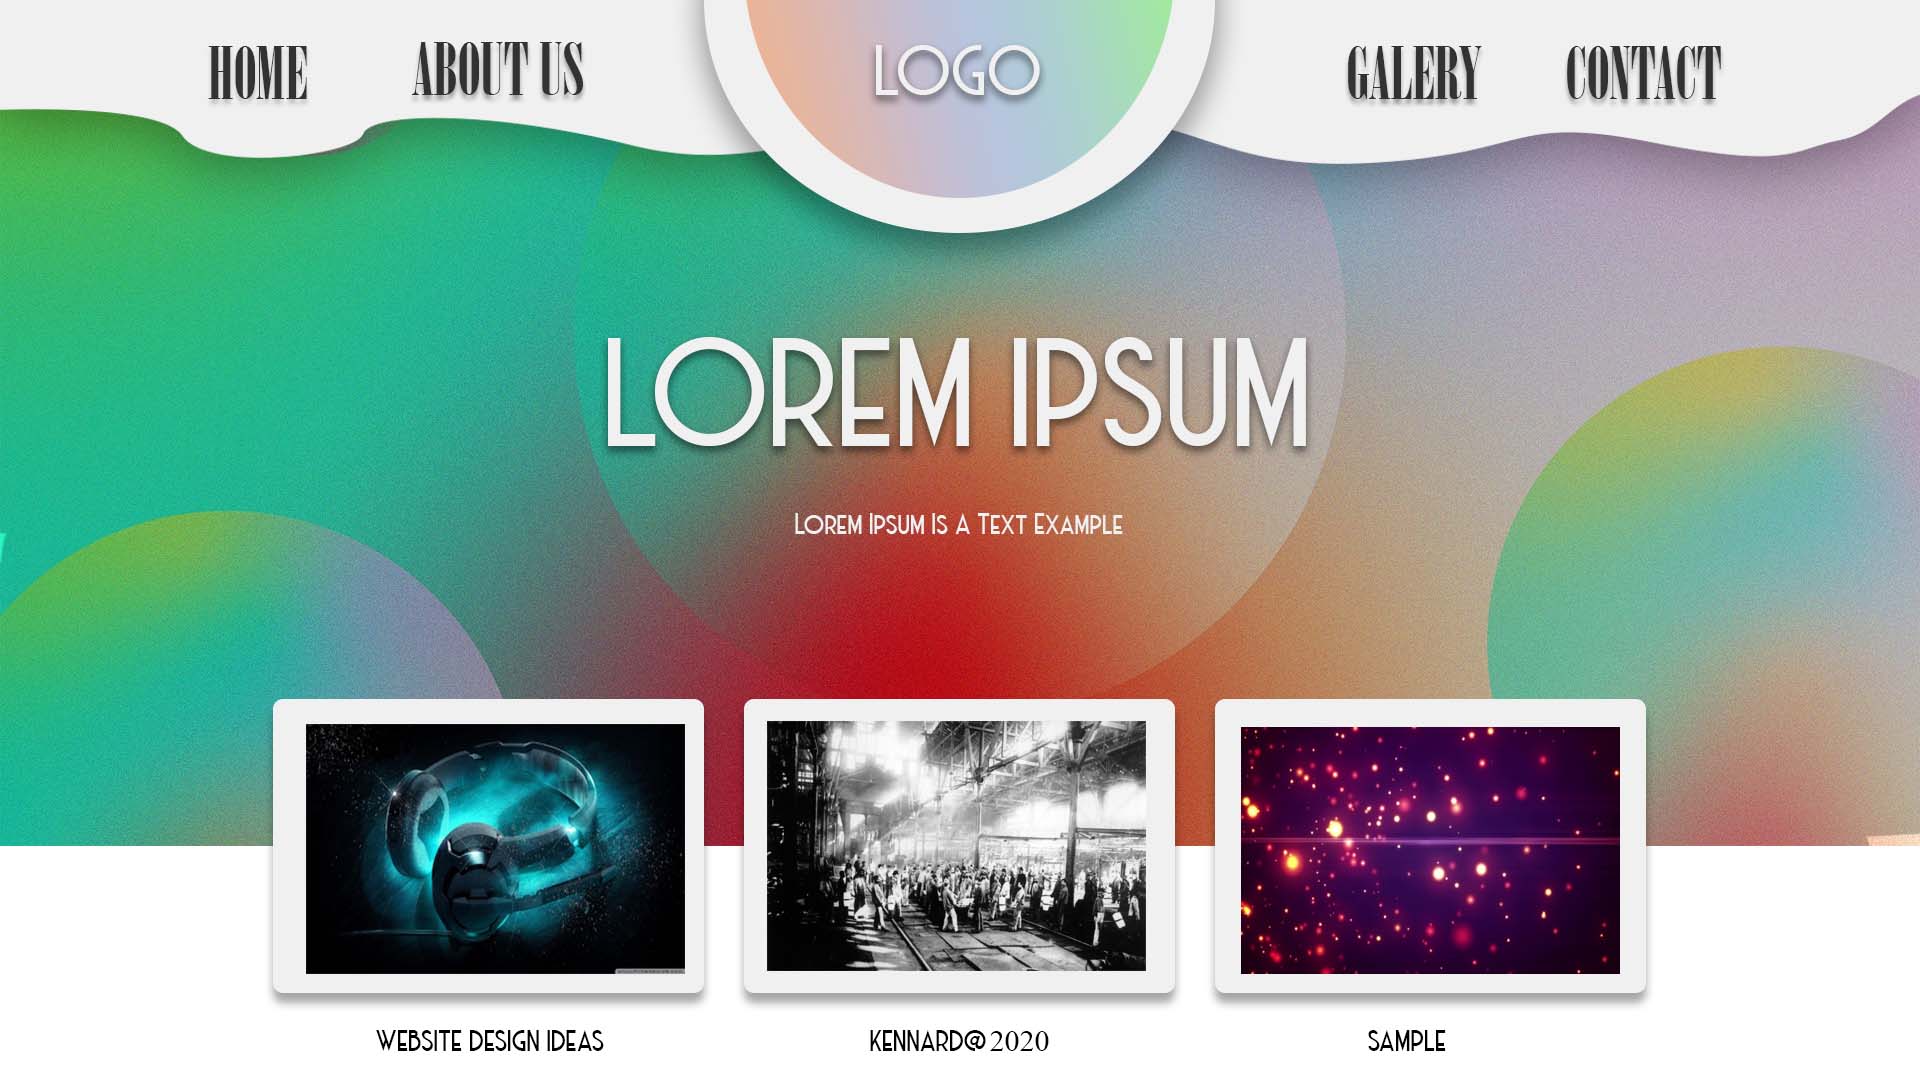 HOME ABOUT US LOGO GALERY CONTACT
LOREM IPSUM
Lorem Ipsum Is A Text Example
WEBSITE DESIGN IDEAS KENNARD@2020 SAMPLE